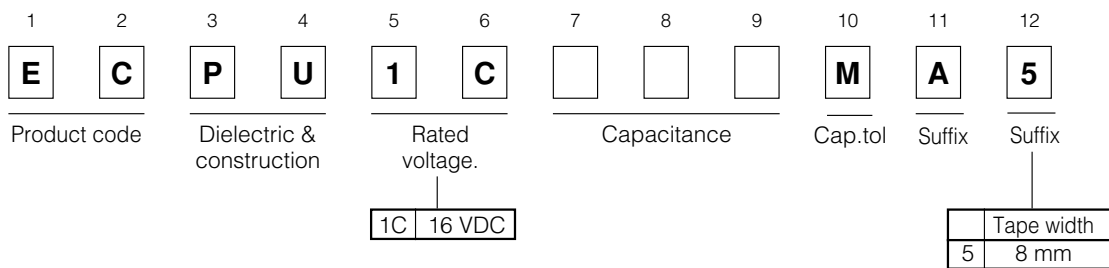 1 2 3 4 5 6 7 8 9 10 11 12
E C P U 1 C M A 5
Product code Dielectric & construction Rated voltage. Capacitance Cap.tol Suffix Suffix
1C 16 VDC
Tape width
5 8 mm